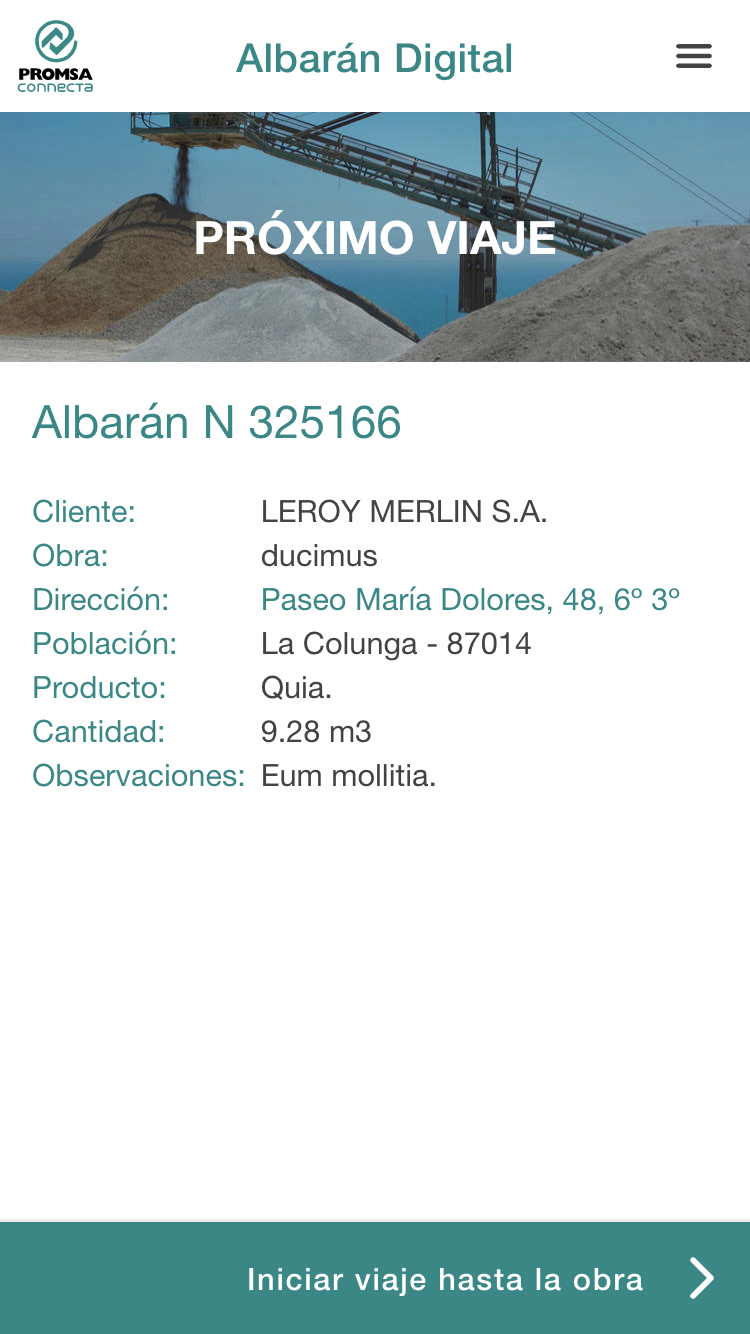 PROMSA
connecta
Albarán Digital
PRÓXIMO VIAJE
Albarán N 325166
Cliente: LEROY MERLIN S.A.
Obra: ducimus
Dirección: Paseo María Dolores, 48, 6º 3º
Población: La Colunga - 87014
Producto: Quia.
Cantidad: 9.28 m3
Observaciones: Eum mollitia.
Iniciar viaje hasta la obra